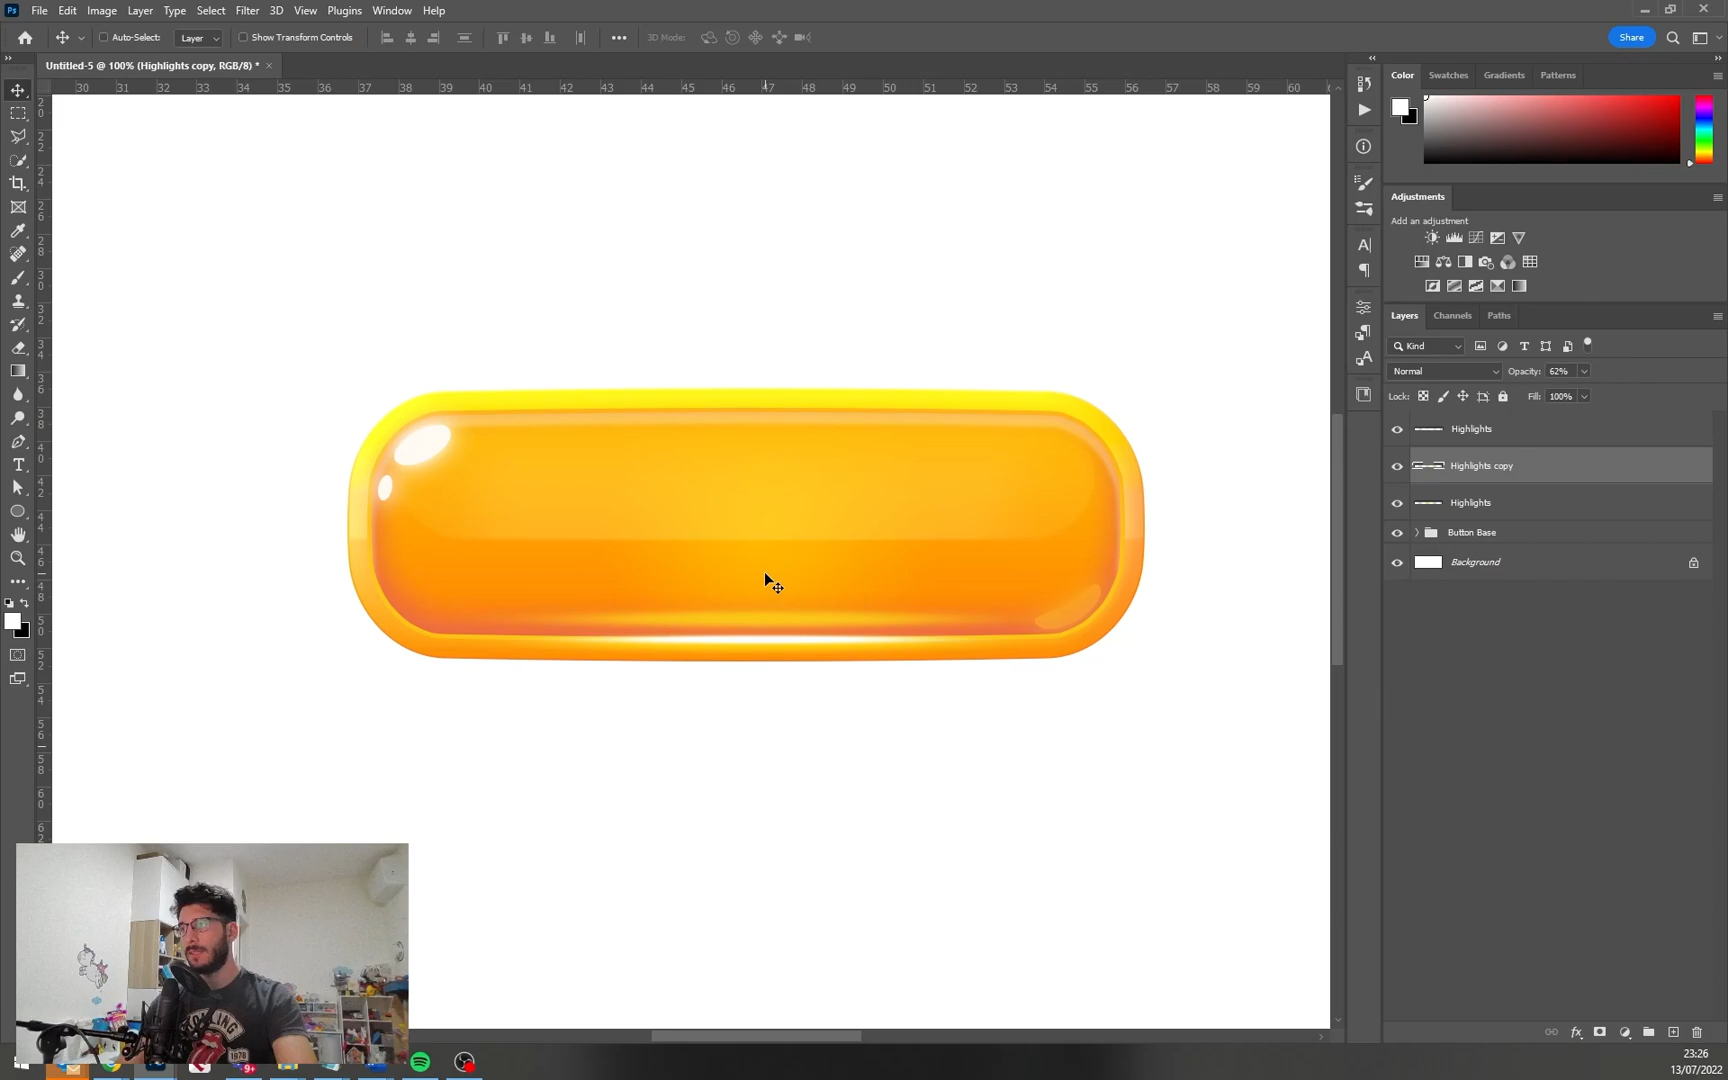 Ps File Edit Image Layer Type Select Filter 3D View Plugins Window Help
Auto-Select: Layer Show Transform Controls 3D Mode: Share
Untitled-5 @ 100% (Highlights copy, RGB/8) *
30 31 32 33 34 35 36 37 38 39 40 41 42 43 44 45 46 47 48 49 50 51 52 53 54 55 56 57 58 59 60
Color Swatches Gradients Patterns
Adjustments
Add an adjustment
Layers Channels Paths
Kind
Normal Opacity: 62%
Lock: Fill: 100%
Highlights
Highlights copy
Highlights
Button Base
Background
ROLLING
1978
9+
23:26
13/07/2022